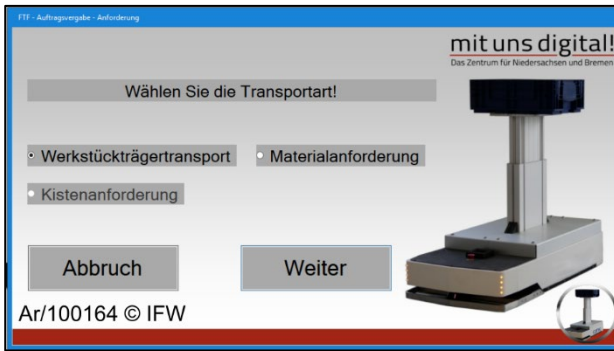 FTF - Auftragsvergabe - Anforderung
mit uns digital!
Das Zentrum für Niedersachsen und Bremen
Wählen Sie die Transportart!
Werkstückträgertransport
Materialanforderung
Kistenanforderung
Abbruch
Weiter
Ar/100164 © IFW